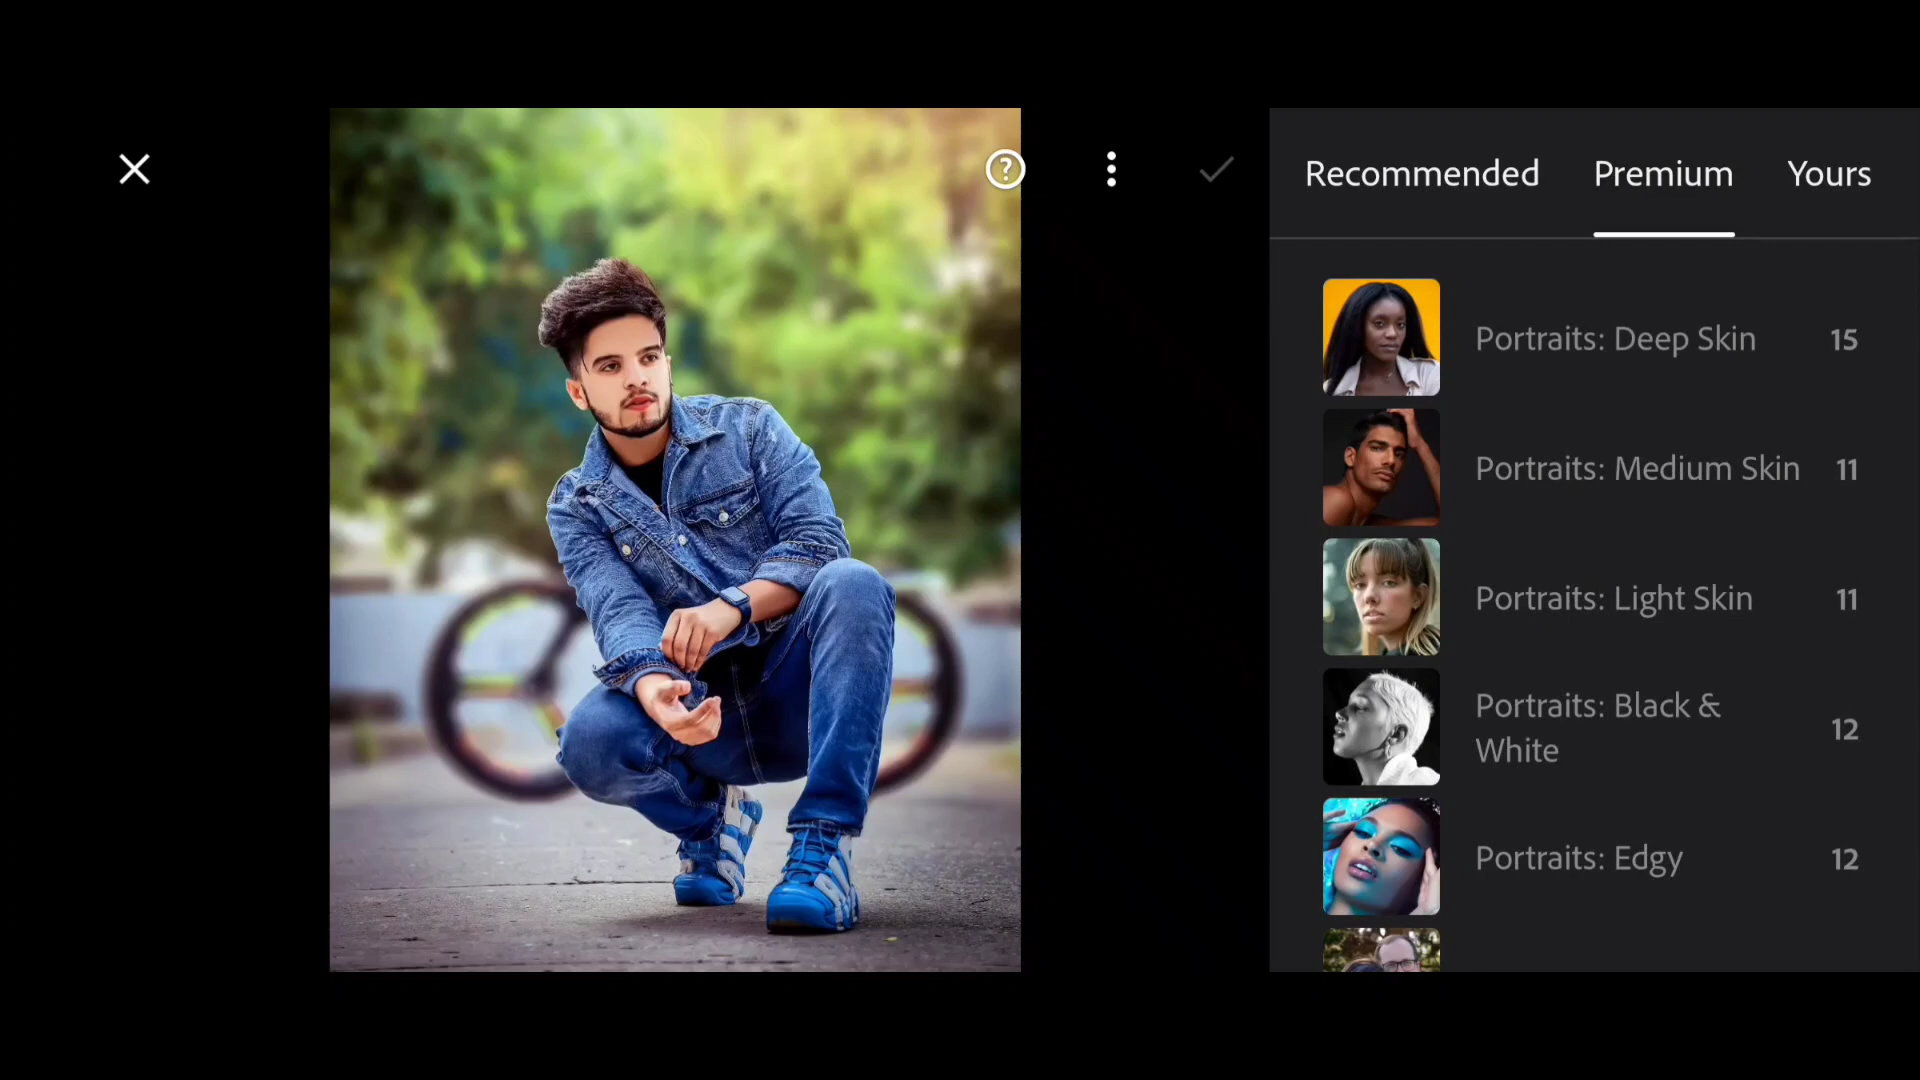 ?
Recommended Premium Yours
Portraits: Deep Skin 15
Portraits: Medium Skin 11
Portraits: Light Skin 11
Portraits: Black &
White 12
Portraits: Edgy 12